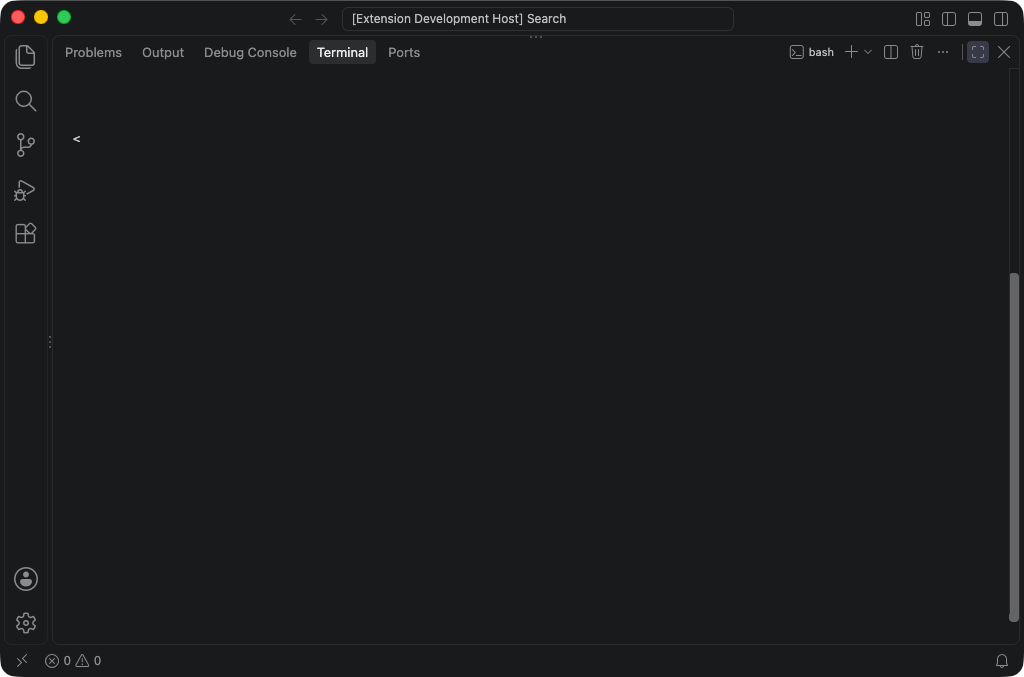 [Extension Development Host] Search
Problems Output Debug Console Terminal Ports bash
<
0 0